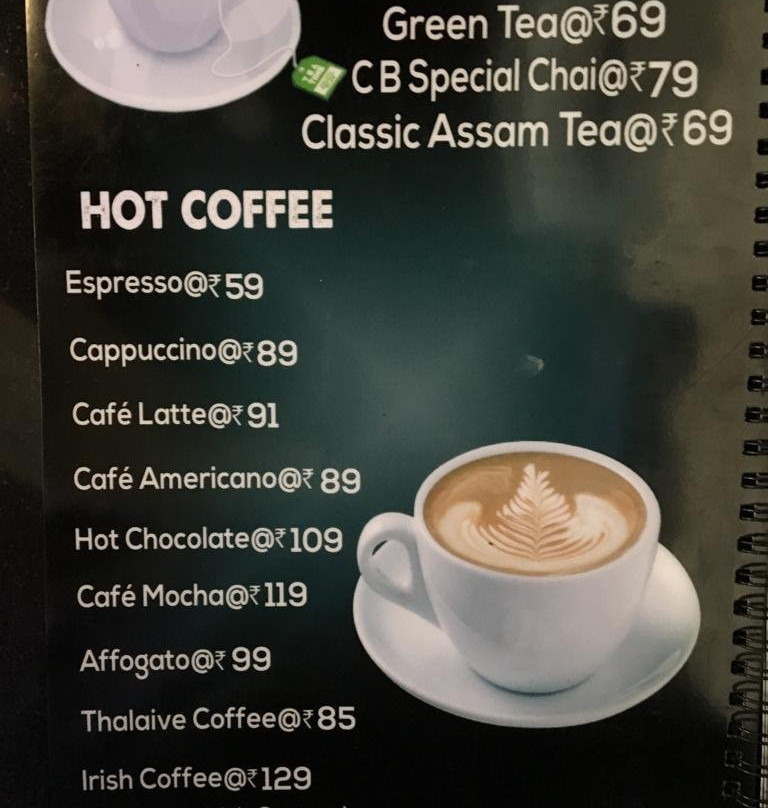 Green Tea@₹69
C B Special Chai@₹79
Classic Assam Tea@₹69
HOT COFFEE
Espresso@₹59
Cappuccino@₹89
Café Latte@₹91
Café Americano@₹ 89
Hot Chocolate@₹109
Café Mocha@₹119
Affogato@₹ 99
Thalaive Coffee@₹85
Irish Coffee@₹129